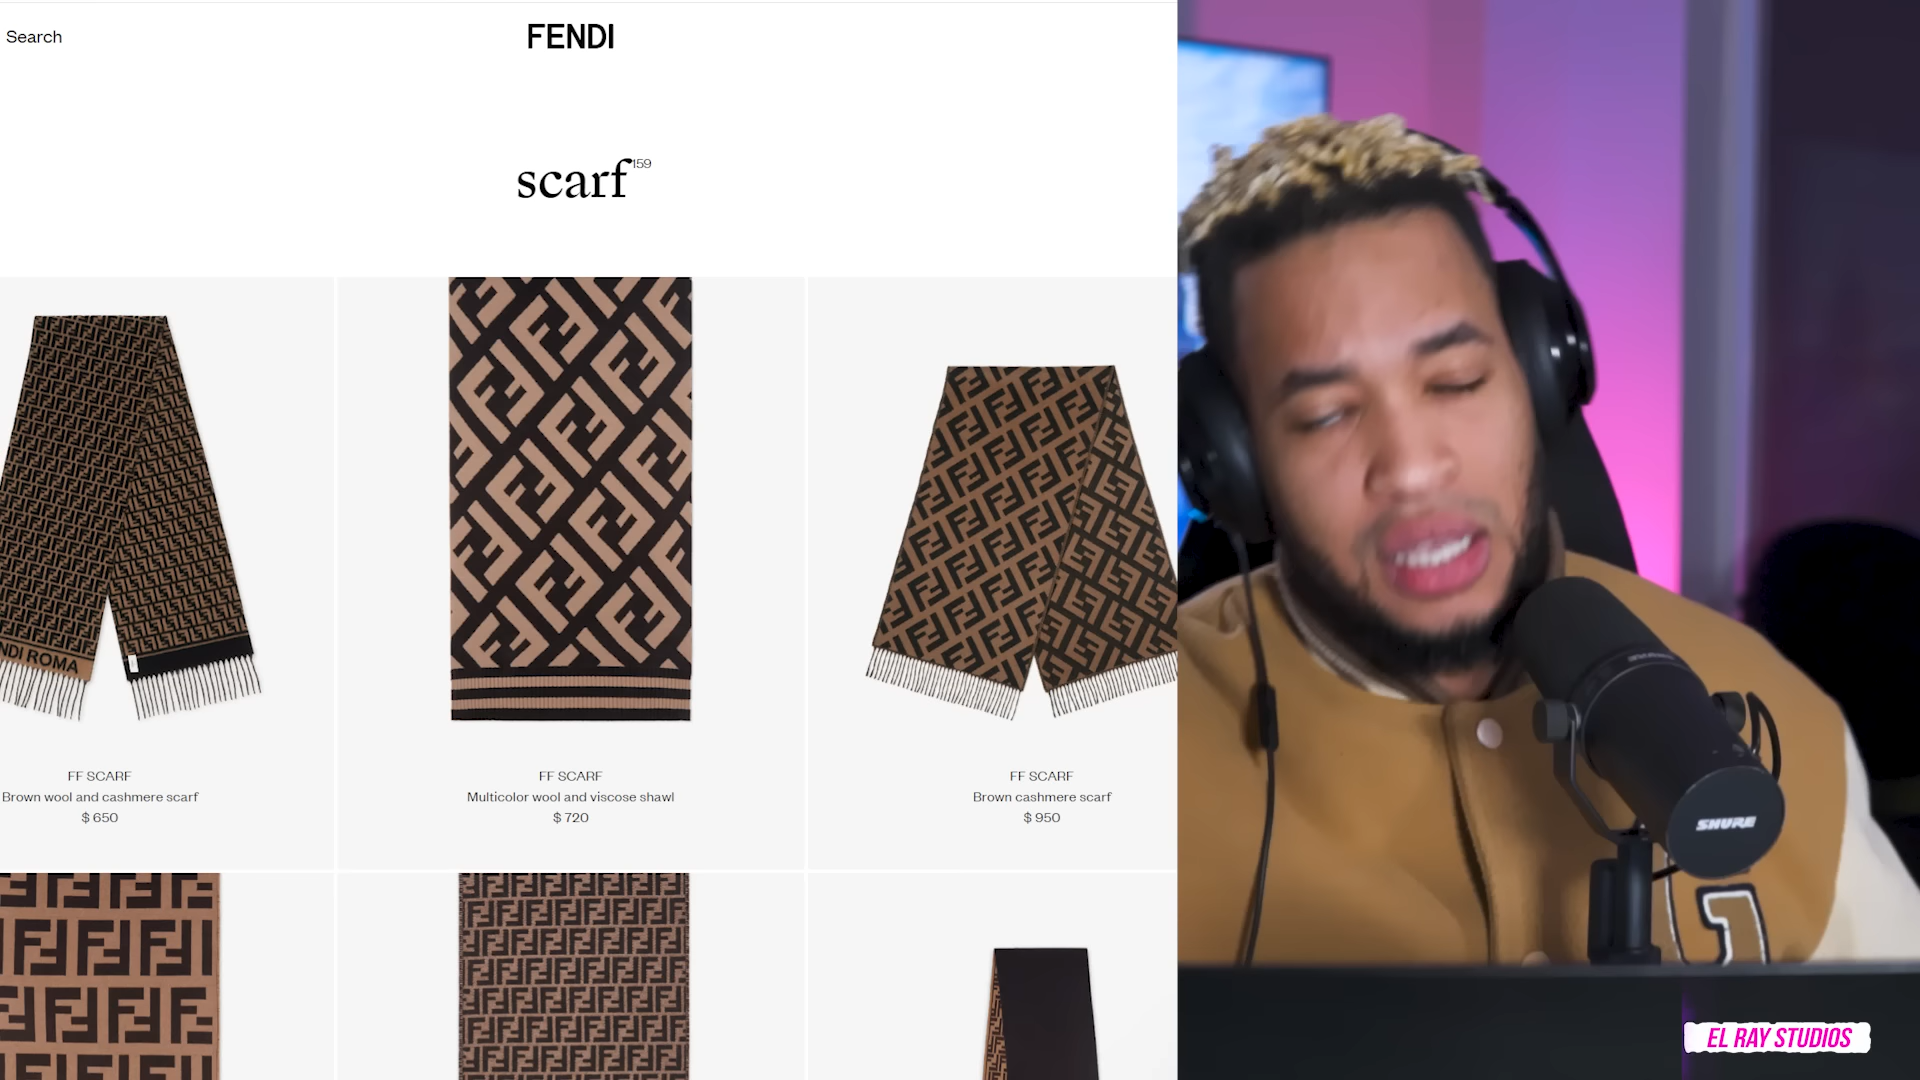 Search
FENDI
scarf 159
NDI ROMA
FF SCARF
Brown wool and cashmere scarf
$ 650
FF SCARF
Multicolor wool and viscose shawl
$ 720
FF SCARF
Brown cashmere scarf
$ 950
SHURE
EL RAY STUDIOS